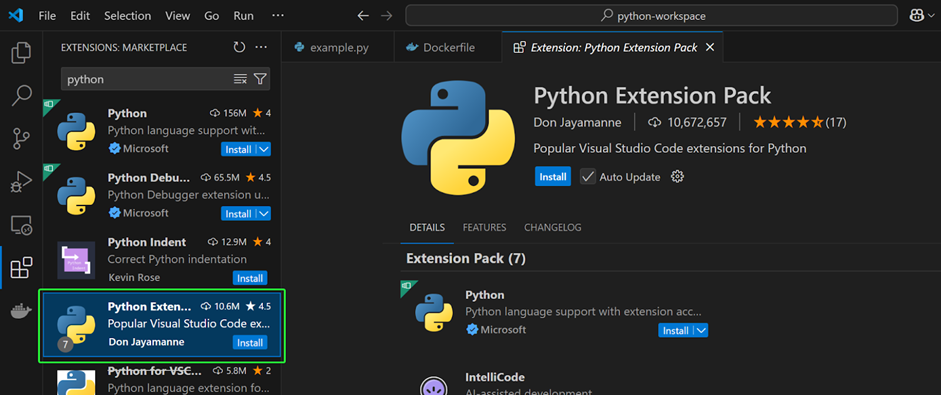 File Edit Selection View Go Run ···
python-workspace
EXTENSIONS: MARKETPLACE
python
Python 156M 4
Python language support wit...
Microsoft Install
Python Debu... 65.5M 4.5
Python Debugger extension u...
Microsoft Install
Python Indent 12.9M 4
Correct Python indentation
Kevin Rose Install
Python Exten... 10.6M 4.5
Popular Visual Studio Code ex...
7 Don Jayamanne Install
Python for VSC... 5.8M 2
Python language extension fo...
example.py Dockerfile Extension: Python Extension Pack
Python Extension Pack
Don Jayamanne 10,672,657 (17)
Popular Visual Studio Code extensions for Python
Install Auto Update
DETAILS FEATURES CHANGELOG
Extension Pack (7)
Python
Python language support with extension acc...
Microsoft Install
IntelliCode
AI-assisted development